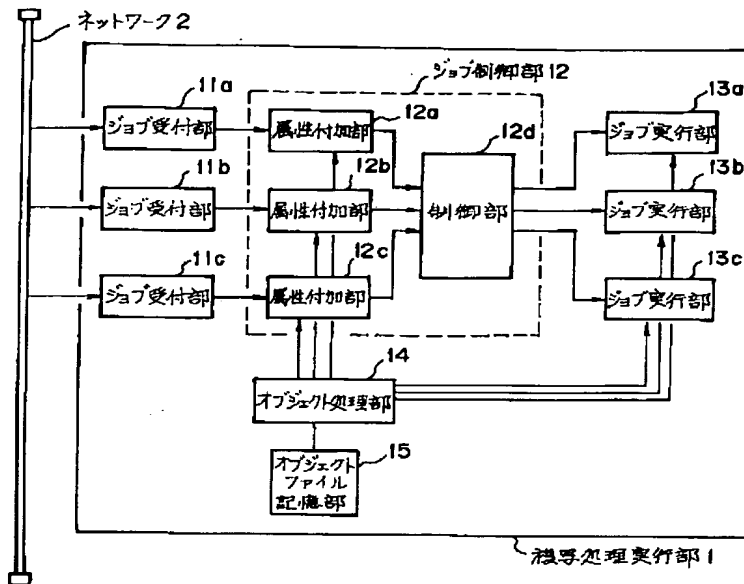 ネットワーク2
ジョブ制御部12
11a
ジョブ受付部
12a
属性付加部
12d
制御部
13a
ジョブ実行部
11b
ジョブ受付部
12b
属性付加部
13b
ジョブ実行部
11c
ジョブ受付部
12c
属性付加部
13c
ジョブ実行部
14
オブジェクト処理部
15
オブジェクト
ファイル
記憶部
複写処理実行部1